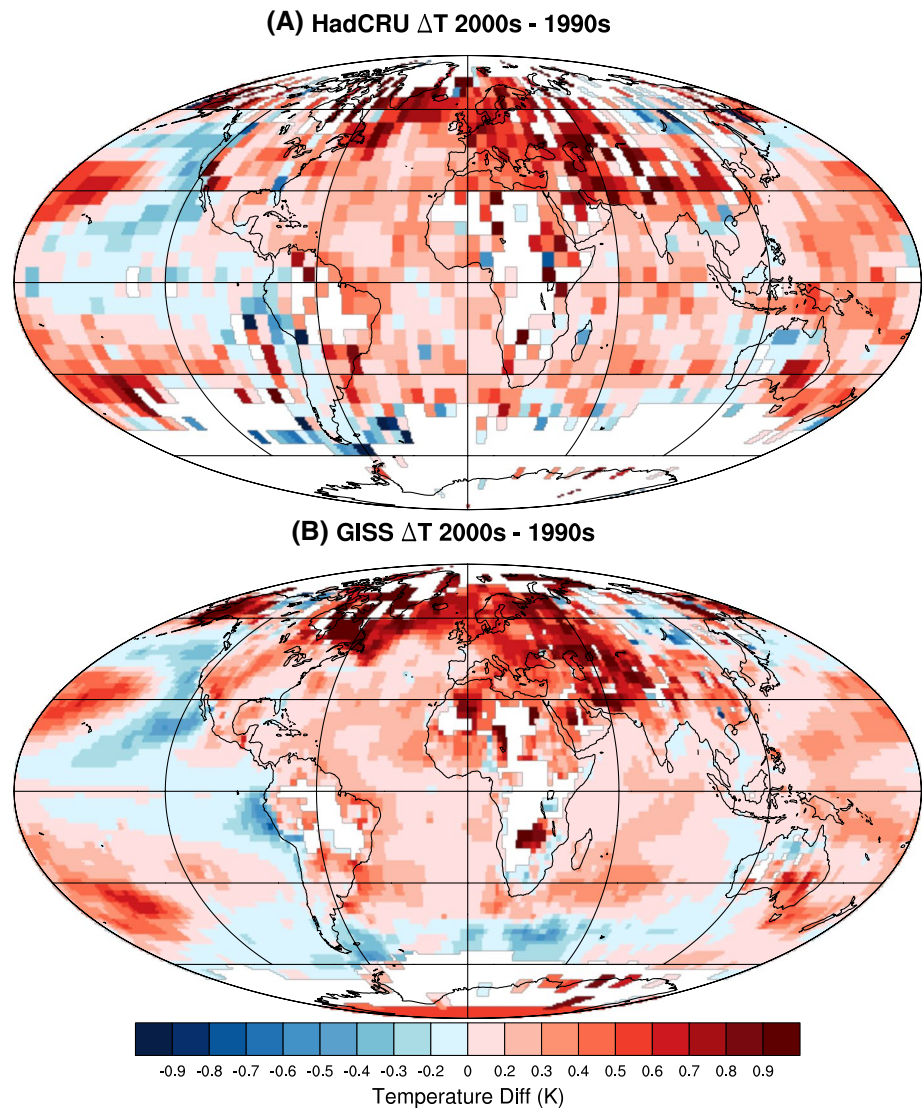 (A) HadCRU ΔT 2000s - 1990s
(B) GISS ΔT 2000s - 1990s
-0.9 -0.8 -0.7 -0.6 -0.5 -0.4 -0.3 -0.2 0 0.2 0.3 0.4 0.5 0.6 0.7 0.8 0.9
Temperature Diff (K)